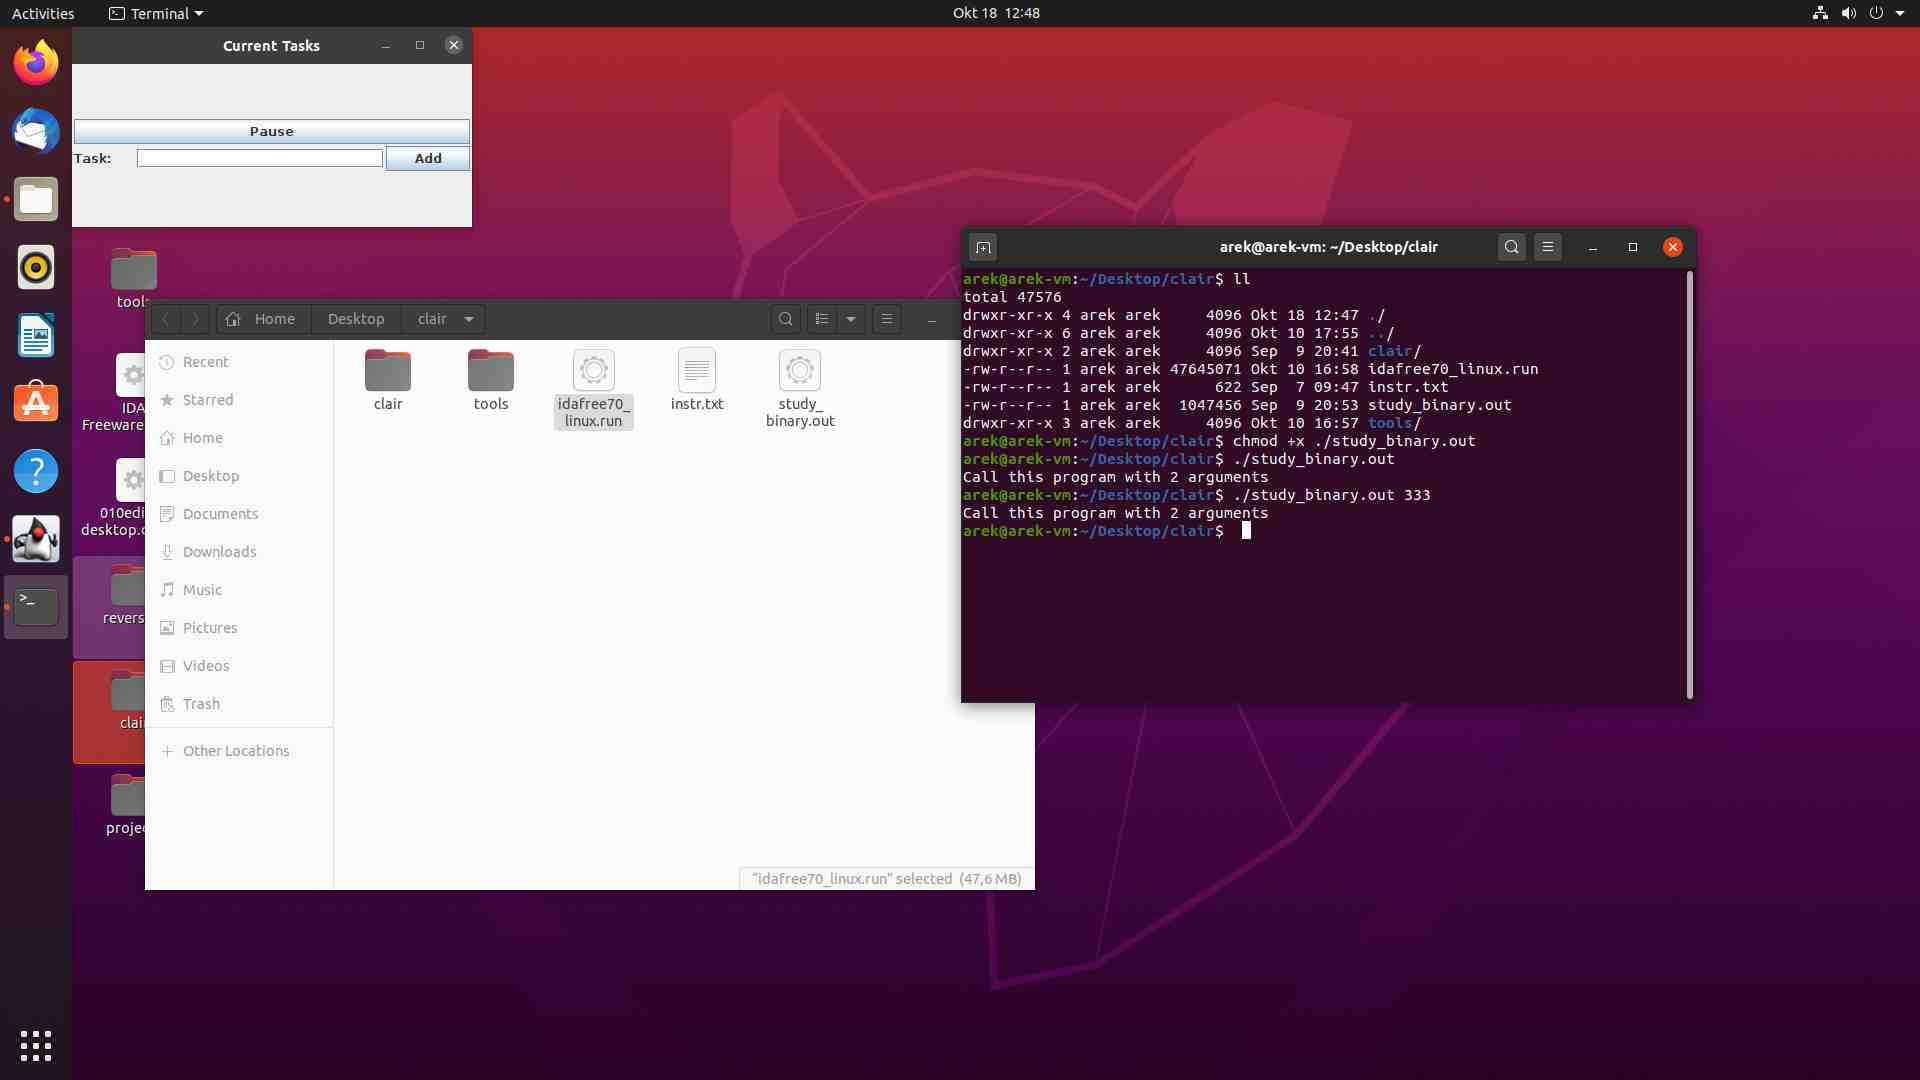 Activities
Terminal
Okt 18 12:48
Current Tasks
Pause
Task:
Add
tools
IDA
Freeware
010edi
desktop.
revers
clair
projec
Home
Desktop
clair
Recent
Starred
Home
Desktop
Documents
Downloads
Music
Pictures
Videos
Trash
Other Locations
clair
tools
idafree70_
linux.run
instr.txt
study_
binary.out
"idafree70_linux.run" selected (47,6 MB)
arek@arek-vm: ~/Desktop/clair
arek@arek-vm:~/Desktop/clair$ ll
total 47576
drwxr-xr-x 4 arek arek     4096 Okt 18 12:47 ./
drwxr-xr-x 6 arek arek     4096 Okt 10 17:55 ../
drwxr-xr-x 2 arek arek     4096 Sep  9 20:41 clair/
-rw-r--r-- 1 arek arek 47645071 Okt 10 16:58 idafree70_linux.run
-rw-r--r-- 1 arek arek      622 Sep  7 09:47 instr.txt
-rw-r--r-- 1 arek arek  1047456 Sep  9 20:53 study_binary.out
drwxr-xr-x 3 arek arek     4096 Okt 10 16:57 tools/
arek@arek-vm:~/Desktop/clair$ chmod +x ./study_binary.out
arek@arek-vm:~/Desktop/clair$ ./study_binary.out
Call this program with 2 arguments
arek@arek-vm:~/Desktop/clair$ ./study_binary.out 333
Call this program with 2 arguments
arek@arek-vm:~/Desktop/clair$